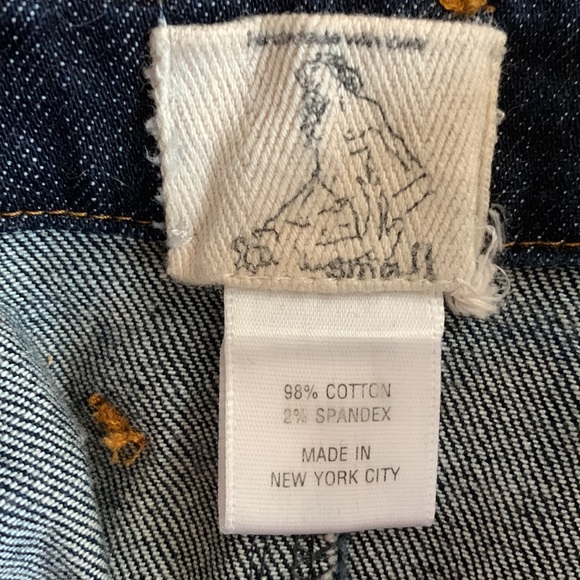 small
98% COTTON
2% SPANDEX
MADE IN
NEW YORK CITY